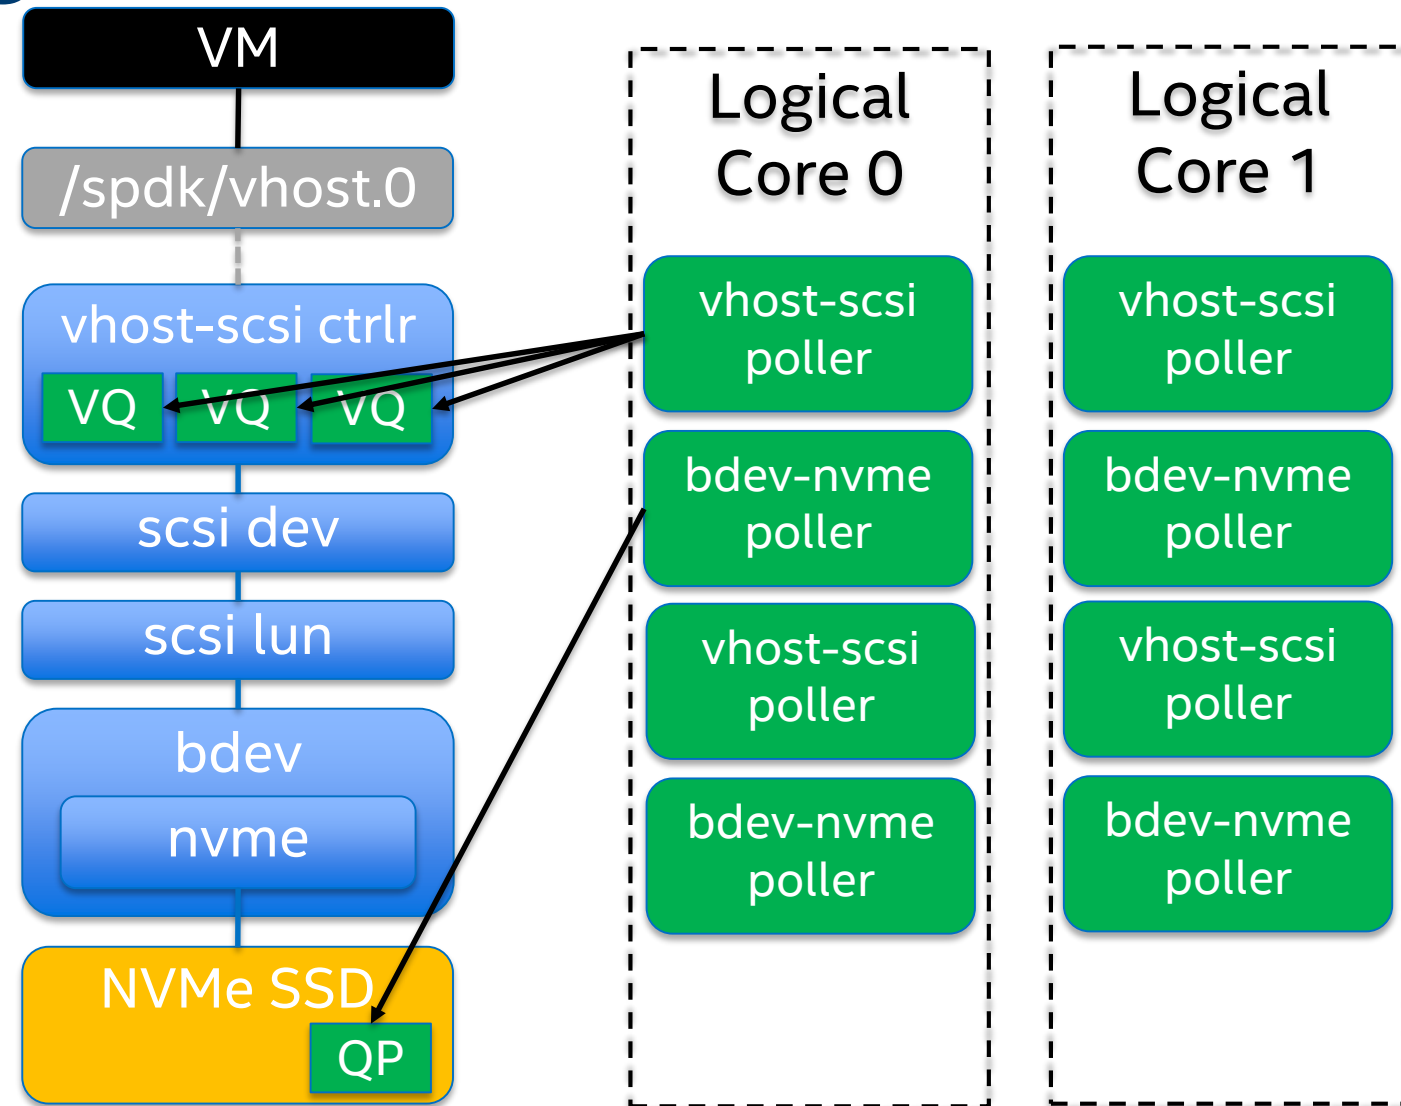 VM
/spdk/vhost.0
vhost-scsi ctrlr
VQ VQ VQ
scsi dev
scsi lun
bdev
nvme
NVMe SSD
QP
Logical
Core 0
vhost-scsi
poller
bdev-nvme
poller
vhost-scsi
poller
bdev-nvme
poller
Logical
Core 1
vhost-scsi
poller
bdev-nvme
poller
vhost-scsi
poller
bdev-nvme
poller